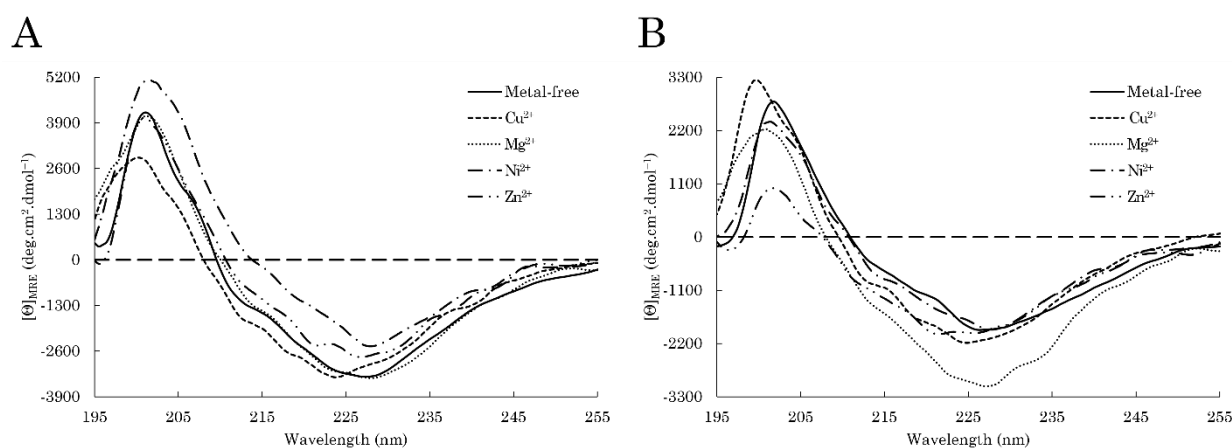 A
[Θ]MRE (deg.cm².dmol⁻¹)
5200
3900
2600
1300
0
-1300
-2600
-3900
195
205
215
225
235
245
255
Wavelength (nm)
Metal-free
Cu²⁺
Mg²⁺
Ni²⁺
Zn²⁺
B
[Θ]MRE (deg.cm².dmol⁻¹)
3300
2200
1100
0
-1100
-2200
-3300
195
205
215
225
235
245
255
Wavelength (nm)
Metal-free
Cu²⁺
Mg²⁺
Ni²⁺
Zn²⁺